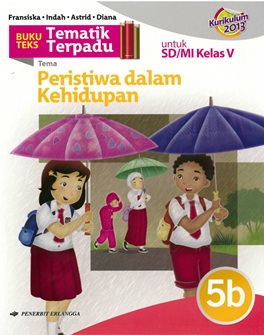 Fransiska • Indah • Astrid • Diana
BUKU TEKS
Tematik Terpadu
Kurikulum 2013
untuk SD/MI Kelas V
Tema
Peristiwa dalam
Kehidupan
5b
PENERBIT ERLANGGA